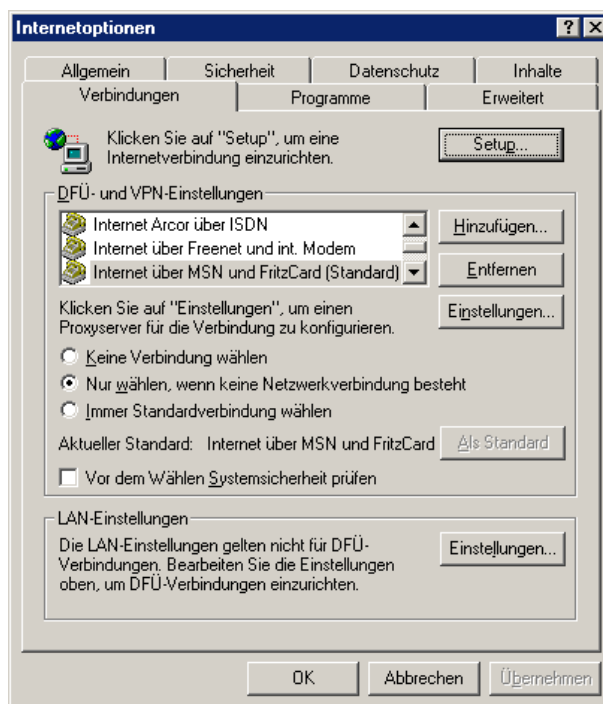 Internetoptionen
Allgemein Sicherheit Datenschutz Inhalte
Verbindungen Programme Erweitert
Klicken Sie auf "Setup", um eine
Internetverbindung einzurichten.
Setup...
DFÜ- und VPN-Einstellungen
Internet Arcor über ISDN
Internet über Freenet und int. Modem
Internet über MSN und FritzCard (Standard)
Hinzufügen...
Entfernen
Klicken Sie auf "Einstellungen", um einen
Proxyserver für die Verbindung zu konfigurieren.
Einstellungen...
Keine Verbindung wählen
Nur wählen, wenn keine Netzwerkverbindung besteht
Immer Standardverbindung wählen
Aktueller Standard: Internet über MSN und FritzCard
Als Standard
Vor dem Wählen Systemsicherheit prüfen
LAN-Einstellungen
Die LAN-Einstellungen gelten nicht für DFÜ-
Verbindungen. Bearbeiten Sie die Einstellungen
oben, um DFÜ-Verbindungen einzurichten.
Einstellungen...
OK Abbrechen Übernehmen